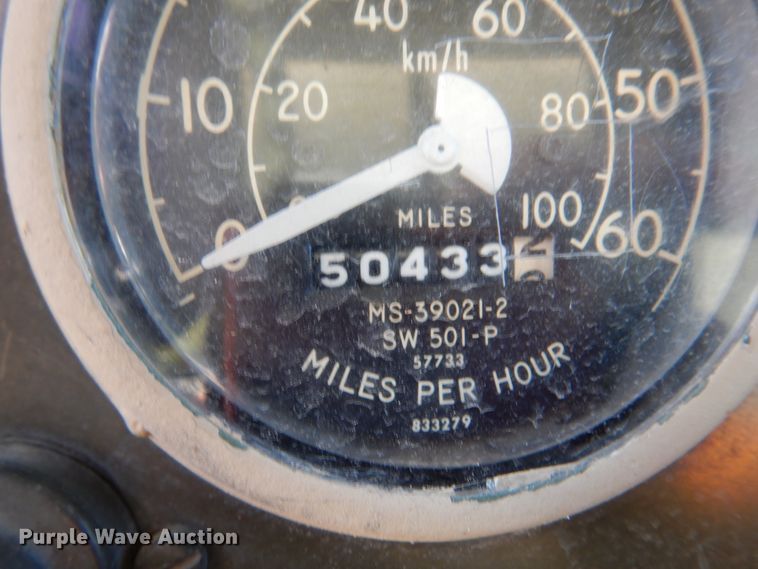 40 60
km/h
10 20 80 50
0 100 60
MILES
50433
MS-39021-2
SW 501-P
57733
MILES PER HOUR
833279
Purple Wave Auction